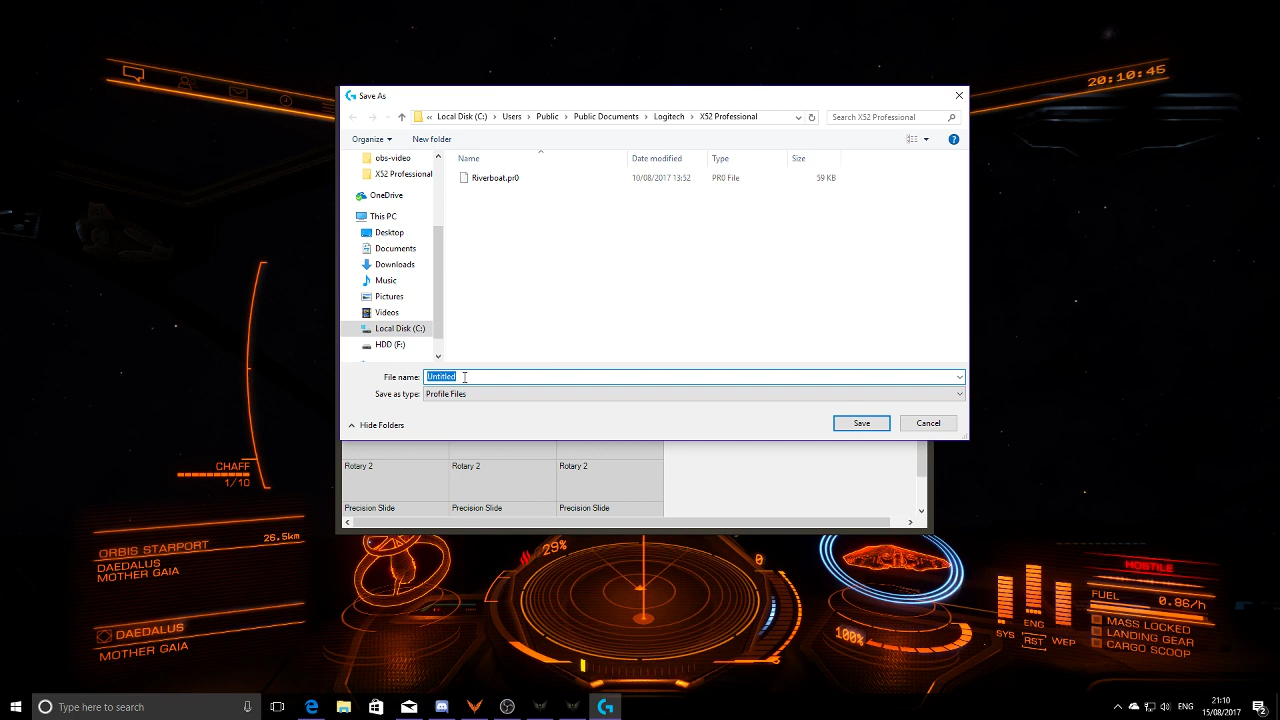 20:10:45
Save As
« Local Disk (C:) > Users > Public > Public Documents > Logitech > X52 Professional
Search X52 Professional
Organize
New folder
Name
Date modified
Type
Size
obs-video
X52 Professional
OneDrive
This PC
Desktop
Documents
Downloads
Music
Pictures
Videos
Local Disk (C:)
HDD (F:)
Riverboat.pr0
10/08/2017 13:52
PR0 File
59 KB
File name:
Untitled
Save as type:
Profile Files
Hide Folders
Save
Cancel
Rotary 2
Rotary 2
Rotary 2
Precision Slide
Precision Slide
Precision Slide
CHAFF
1/10
ORBIS STARPORT
26.5km
DAEDALUS
MOTHER GAIA
DAEDALUS
MOTHER GAIA
29%
0
100%
SYS
ENG
RST
WEP
HOSTILE
FUEL
0.86/h
MASS LOCKED
LANDING GEAR
CARGO SCOOP
Type here to search
ENG
21:10
15/08/2017
2